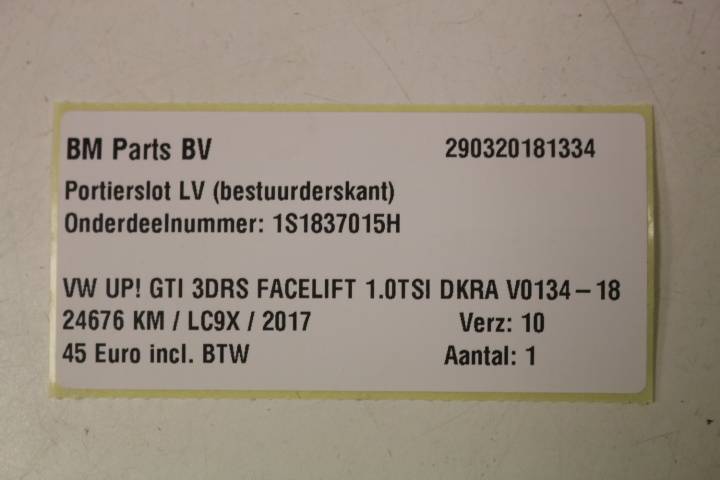 BM Parts BV 290320181334
Portierslot LV (bestuurderskant)
Onderdeelnummer: 1S1837015H
VW UP! GTI 3DRS FACELIFT 1.0TSI DKRA V0134-18
24676 KM / LC9X / 2017 Verz: 10
45 Euro incl. BTW Aantal: 1